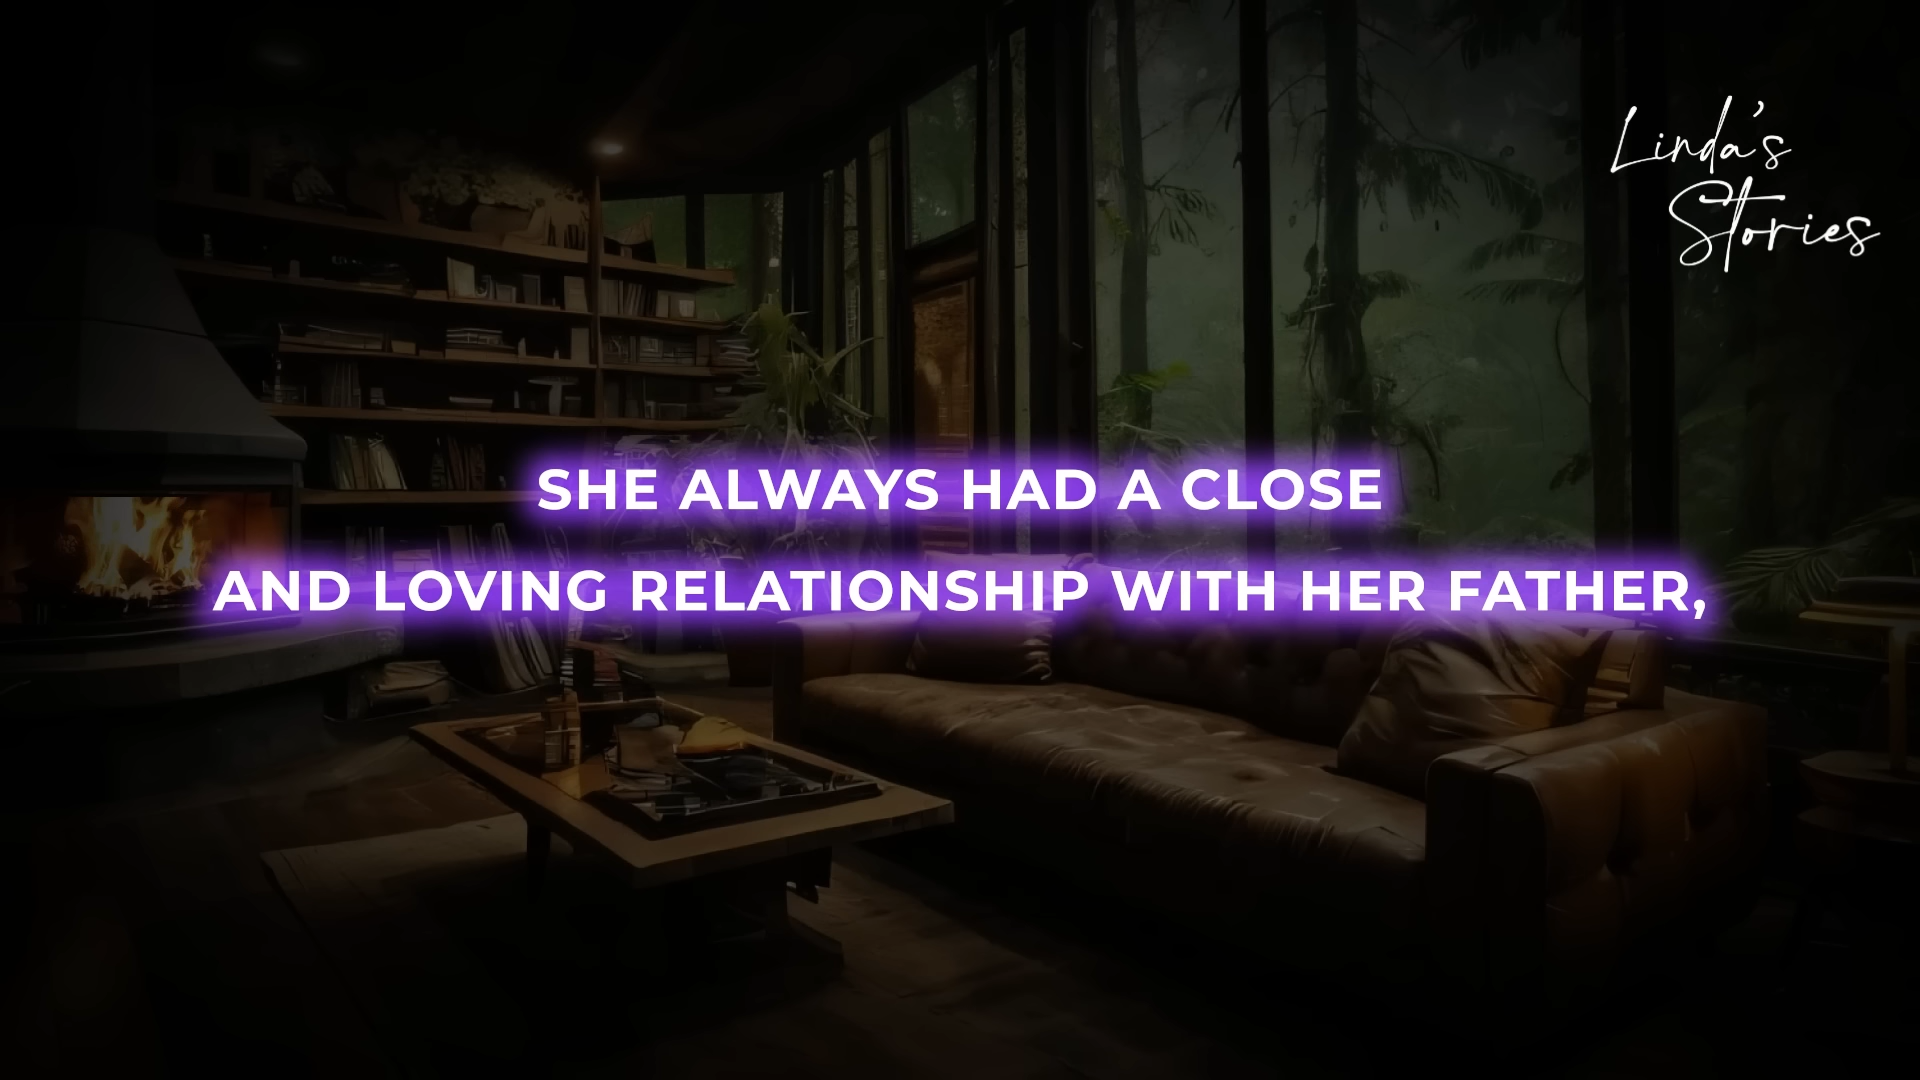 Linda's
Stories
SHE ALWAYS HAD A CLOSE
AND LOVING RELATIONSHIP WITH HER FATHER,